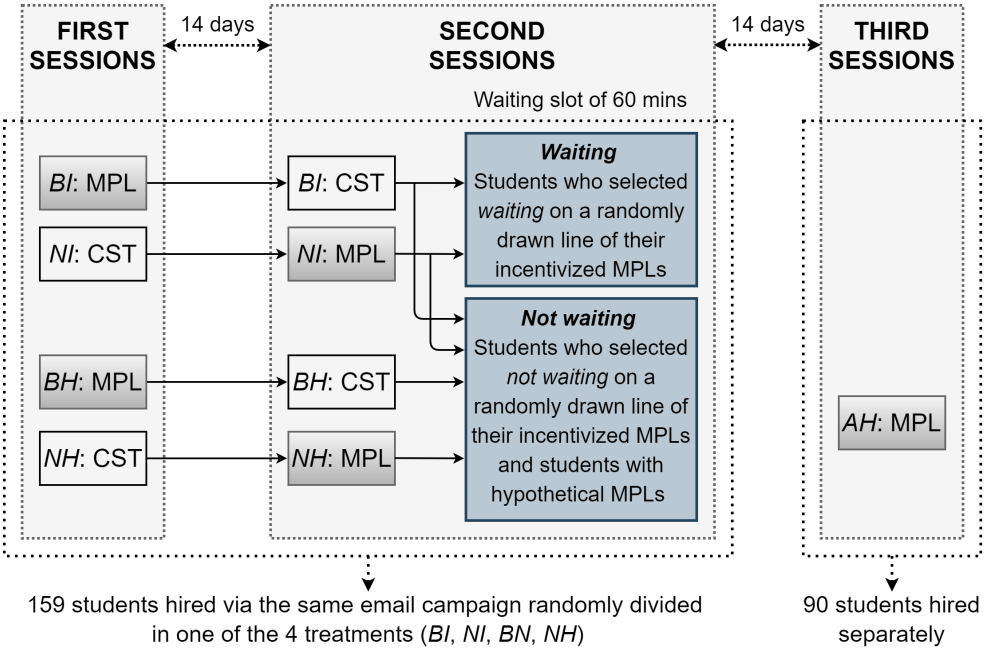 FIRST
SESSIONS
14 days
SECOND
SESSIONS
14 days
THIRD
SESSIONS
Waiting slot of 60 mins
BI: MPL
BI: CST
NI: CST
NI: MPL
BH: MPL
BH: CST
NH: CST
NH: MPL
Waiting
Students who selected
waiting on a randomly
drawn line of their
incentivized MPLs
Not waiting
Students who selected
not waiting on a
randomly drawn line of
their incentivized MPLs
and students with
hypothetical MPLs
AH: MPL
159 students hired via the same email campaign randomly divided
in one of the 4 treatments (BI, NI, BN, NH)
90 students hired
separately